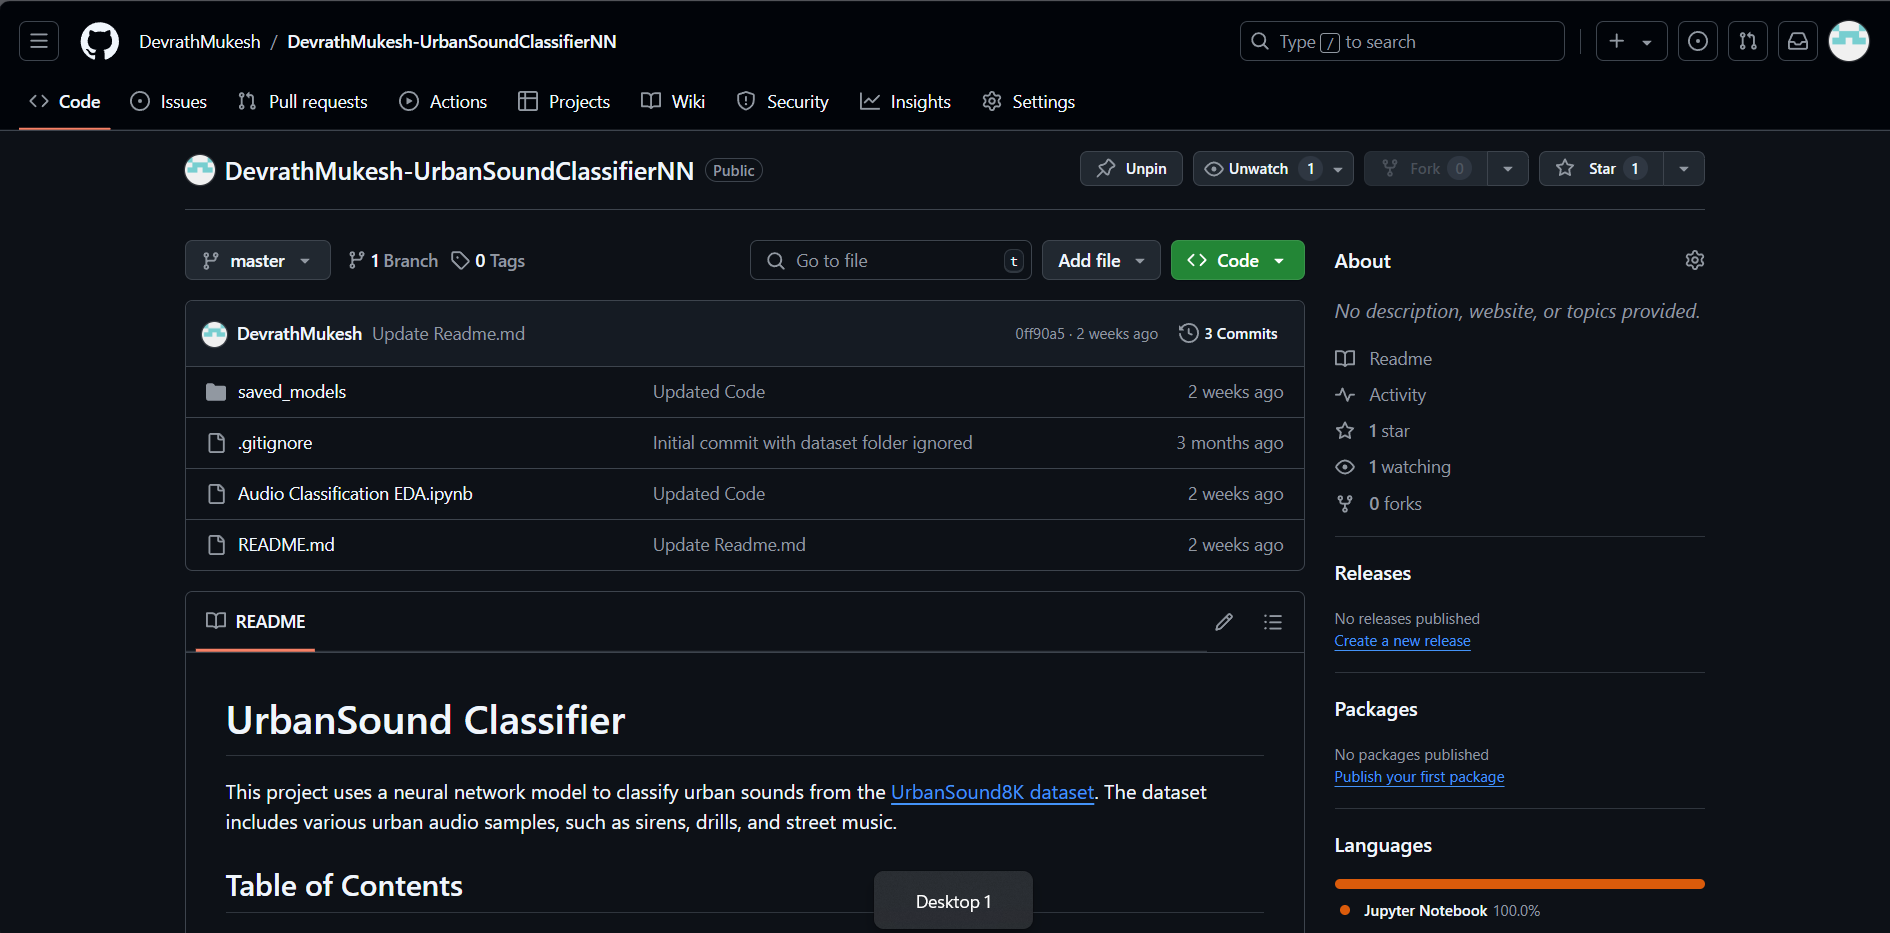 DevrathMukesh / DevrathMukesh-UrbanSoundClassifierNN
Type / to search
Code Issues Pull requests Actions Projects Wiki Security Insights Settings
DevrathMukesh-UrbanSoundClassifierNN Public
Unpin Unwatch 1 Fork 0 Star 1
master 1 Branch 0 Tags
Go to file t Add file Code
DevrathMukesh Update Readme.md 0ff90a5 · 2 weeks ago 3 Commits
saved_models Updated Code 2 weeks ago
.gitignore Initial commit with dataset folder ignored 3 months ago
Audio Classification EDA.ipynb Updated Code 2 weeks ago
README.md Update Readme.md 2 weeks ago
README
UrbanSound Classifier
This project uses a neural network model to classify urban sounds from the UrbanSound8K dataset. The dataset
includes various urban audio samples, such as sirens, drills, and street music.
Table of Contents
Desktop 1
About
No description, website, or topics provided.
Readme
Activity
1 star
1 watching
0 forks
Releases
No releases published
Create a new release
Packages
No packages published
Publish your first package
Languages
Jupyter Notebook 100.0%